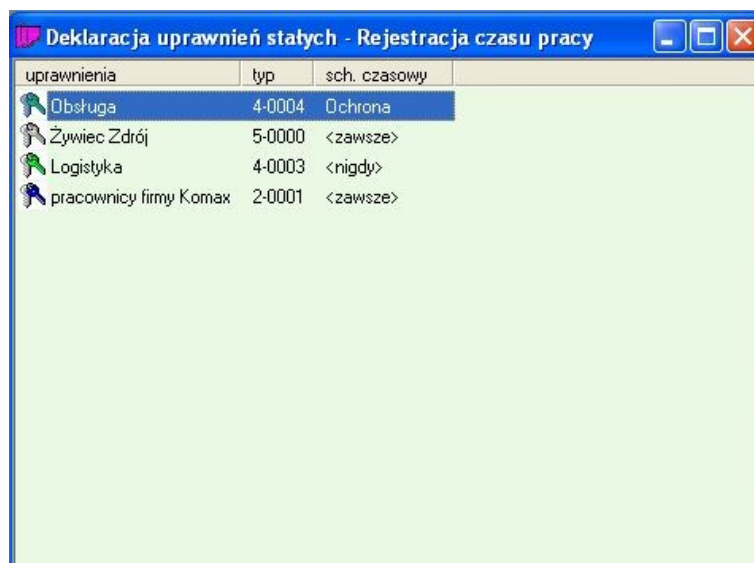 Deklaracja uprawnień stałych - Rejestracja czasu pracy
uprawnienia typ sch. czasowy
Obsługa 4-0004 Ochrona
Żywiec Zdrój 5-0000 <zawsze>
Logistyka 4-0003 <nigdy>
pracownicy firmy Komax 2-0001 <zawsze>